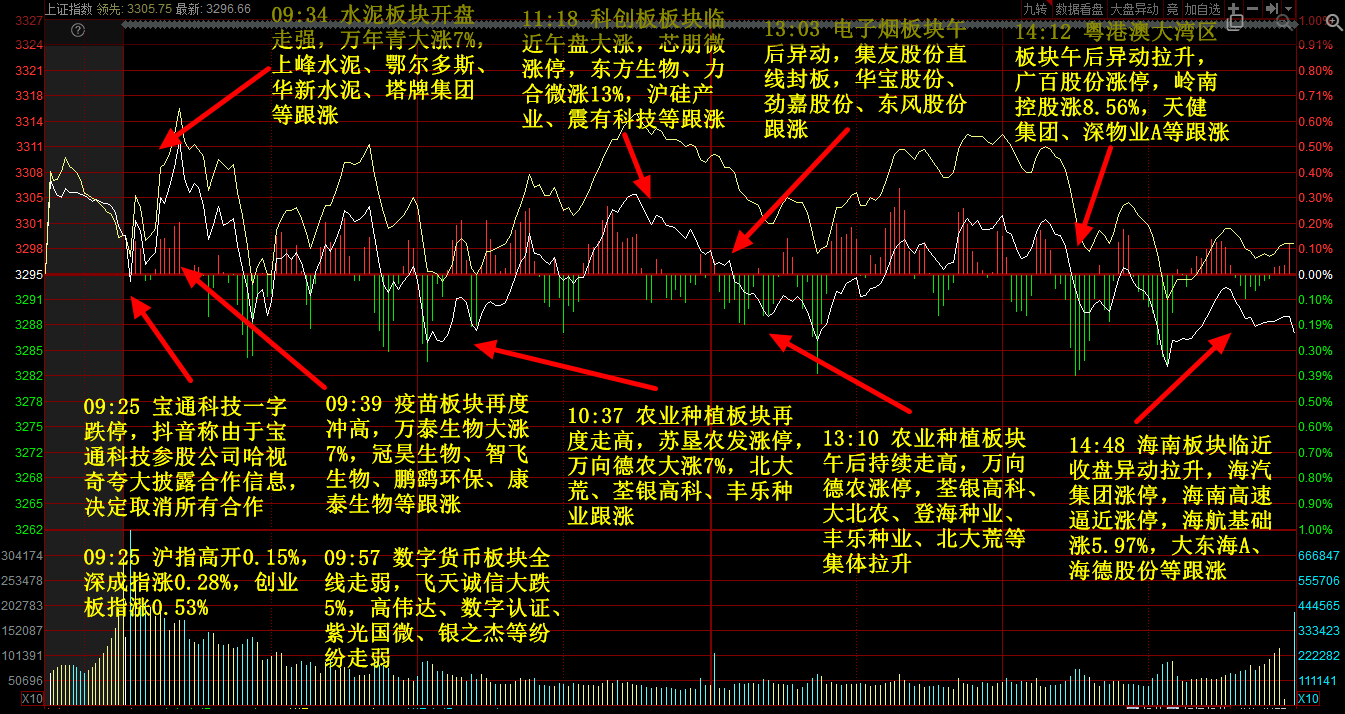 上证指数 领先: 3305.75 最新: 3296.66
九转 数据看盘 大盘异动 竞 加自选
3327
3324
3321
3318
3314
3311
3308
3305
3301
3298
3295
3291
3288
3285
3282
3278
3275
3272
3268
3265
3262
304174
253478
202783
152087
101391
50696
X10
09:34 水泥板块开盘
走强，万年青大涨7%，
上峰水泥、鄂尔多斯、
华新水泥、塔牌集团
等跟涨
11:18 科创板板块临
近午盘大涨，芯朋微
涨停，东方生物、力
合微涨13%，沪硅产
业、震有科技等跟涨
13:03 电子烟板块午
后异动，集友股份直
线封板，华宝股份、
劲嘉股份、东风股份
跟涨
14:12 粤港澳大湾区
板块午后异动拉升，
广百股份涨停，岭南
控股涨8.56%，天健
集团、深物业A等跟涨
09:25 宝通科技一字
跌停，抖音称由于宝
通科技参股公司哈视
奇夸大披露合作信息，
决定取消所有合作
09:39 疫苗板块再度
冲高，万泰生物大涨
7%，冠昊生物、智飞
生物、鹏鹞环保、康
泰生物等跟涨
10:37 农业种植板块再
度走高，苏垦农发涨停，
万向德农大涨7%，北大
荒、荃银高科、丰乐种
业跟涨
13:10 农业种植板块
午后持续走高，万向
德农涨停，荃银高科、
大北农、登海种业、
丰乐种业、北大荒等
集体拉升
14:48 海南板块临近
收盘异动拉升，海汽
集团涨停，海南高速
逼近涨停，海航基础
涨5.97%，大东海A、
海德股份等跟涨
09:25 沪指高开0.15%，
深成指涨0.28%，创业
板指涨0.53%
09:57 数字货币板块全
线走弱，飞天诚信大跌
5%，高伟达、数字认证、
紫光国微、银之杰等纷
纷走弱
1.00%
0.91%
0.80%
0.71%
0.60%
0.50%
0.40%
0.30%
0.20%
0.10%
0.00%
0.10%
0.19%
0.30%
0.39%
0.50%
0.60%
0.70%
0.80%
0.90%
1.00%
666847
555706
444565
333423
222282
111141
X10